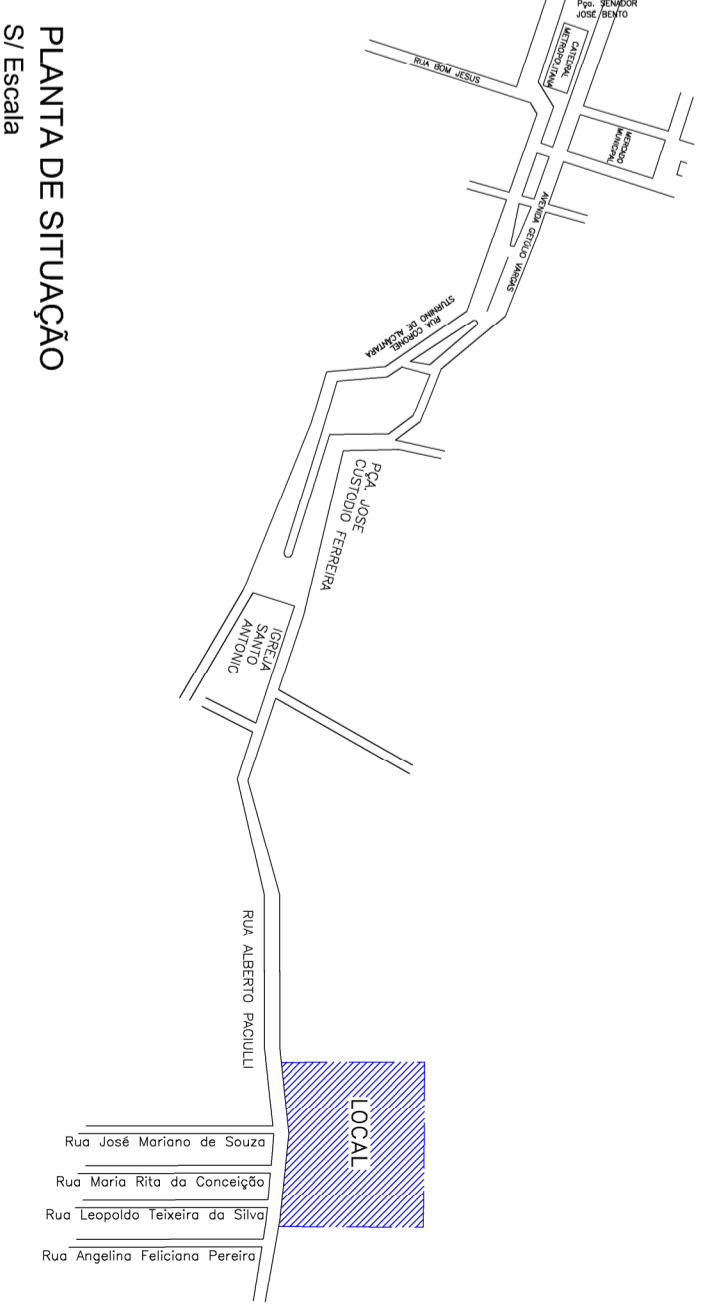 PLANTA DE SITUAÇÃO
S/ Escala
Pça. SENADOR
JOSÉ BENTO
CATEDRAL
METROPOLITANA
MERCADO
MUNICIPAL
RUA BOM JESUS
AVENIDA GETÚLIO VARGAS
RUA CORONEL
STURNINO DE ALCÂNTARA
PÇA. JOSE
CUSTODIO FERREIRA
IGREJA
SANTO
ANTONIC
RUA ALBERTO PACIULLI
LOCAL
Rua José Mariano de Souza
Rua Maria Rita da Conceição
Rua Leopoldo Teixeira da Silva
Rua Angelina Feliciana Pereira